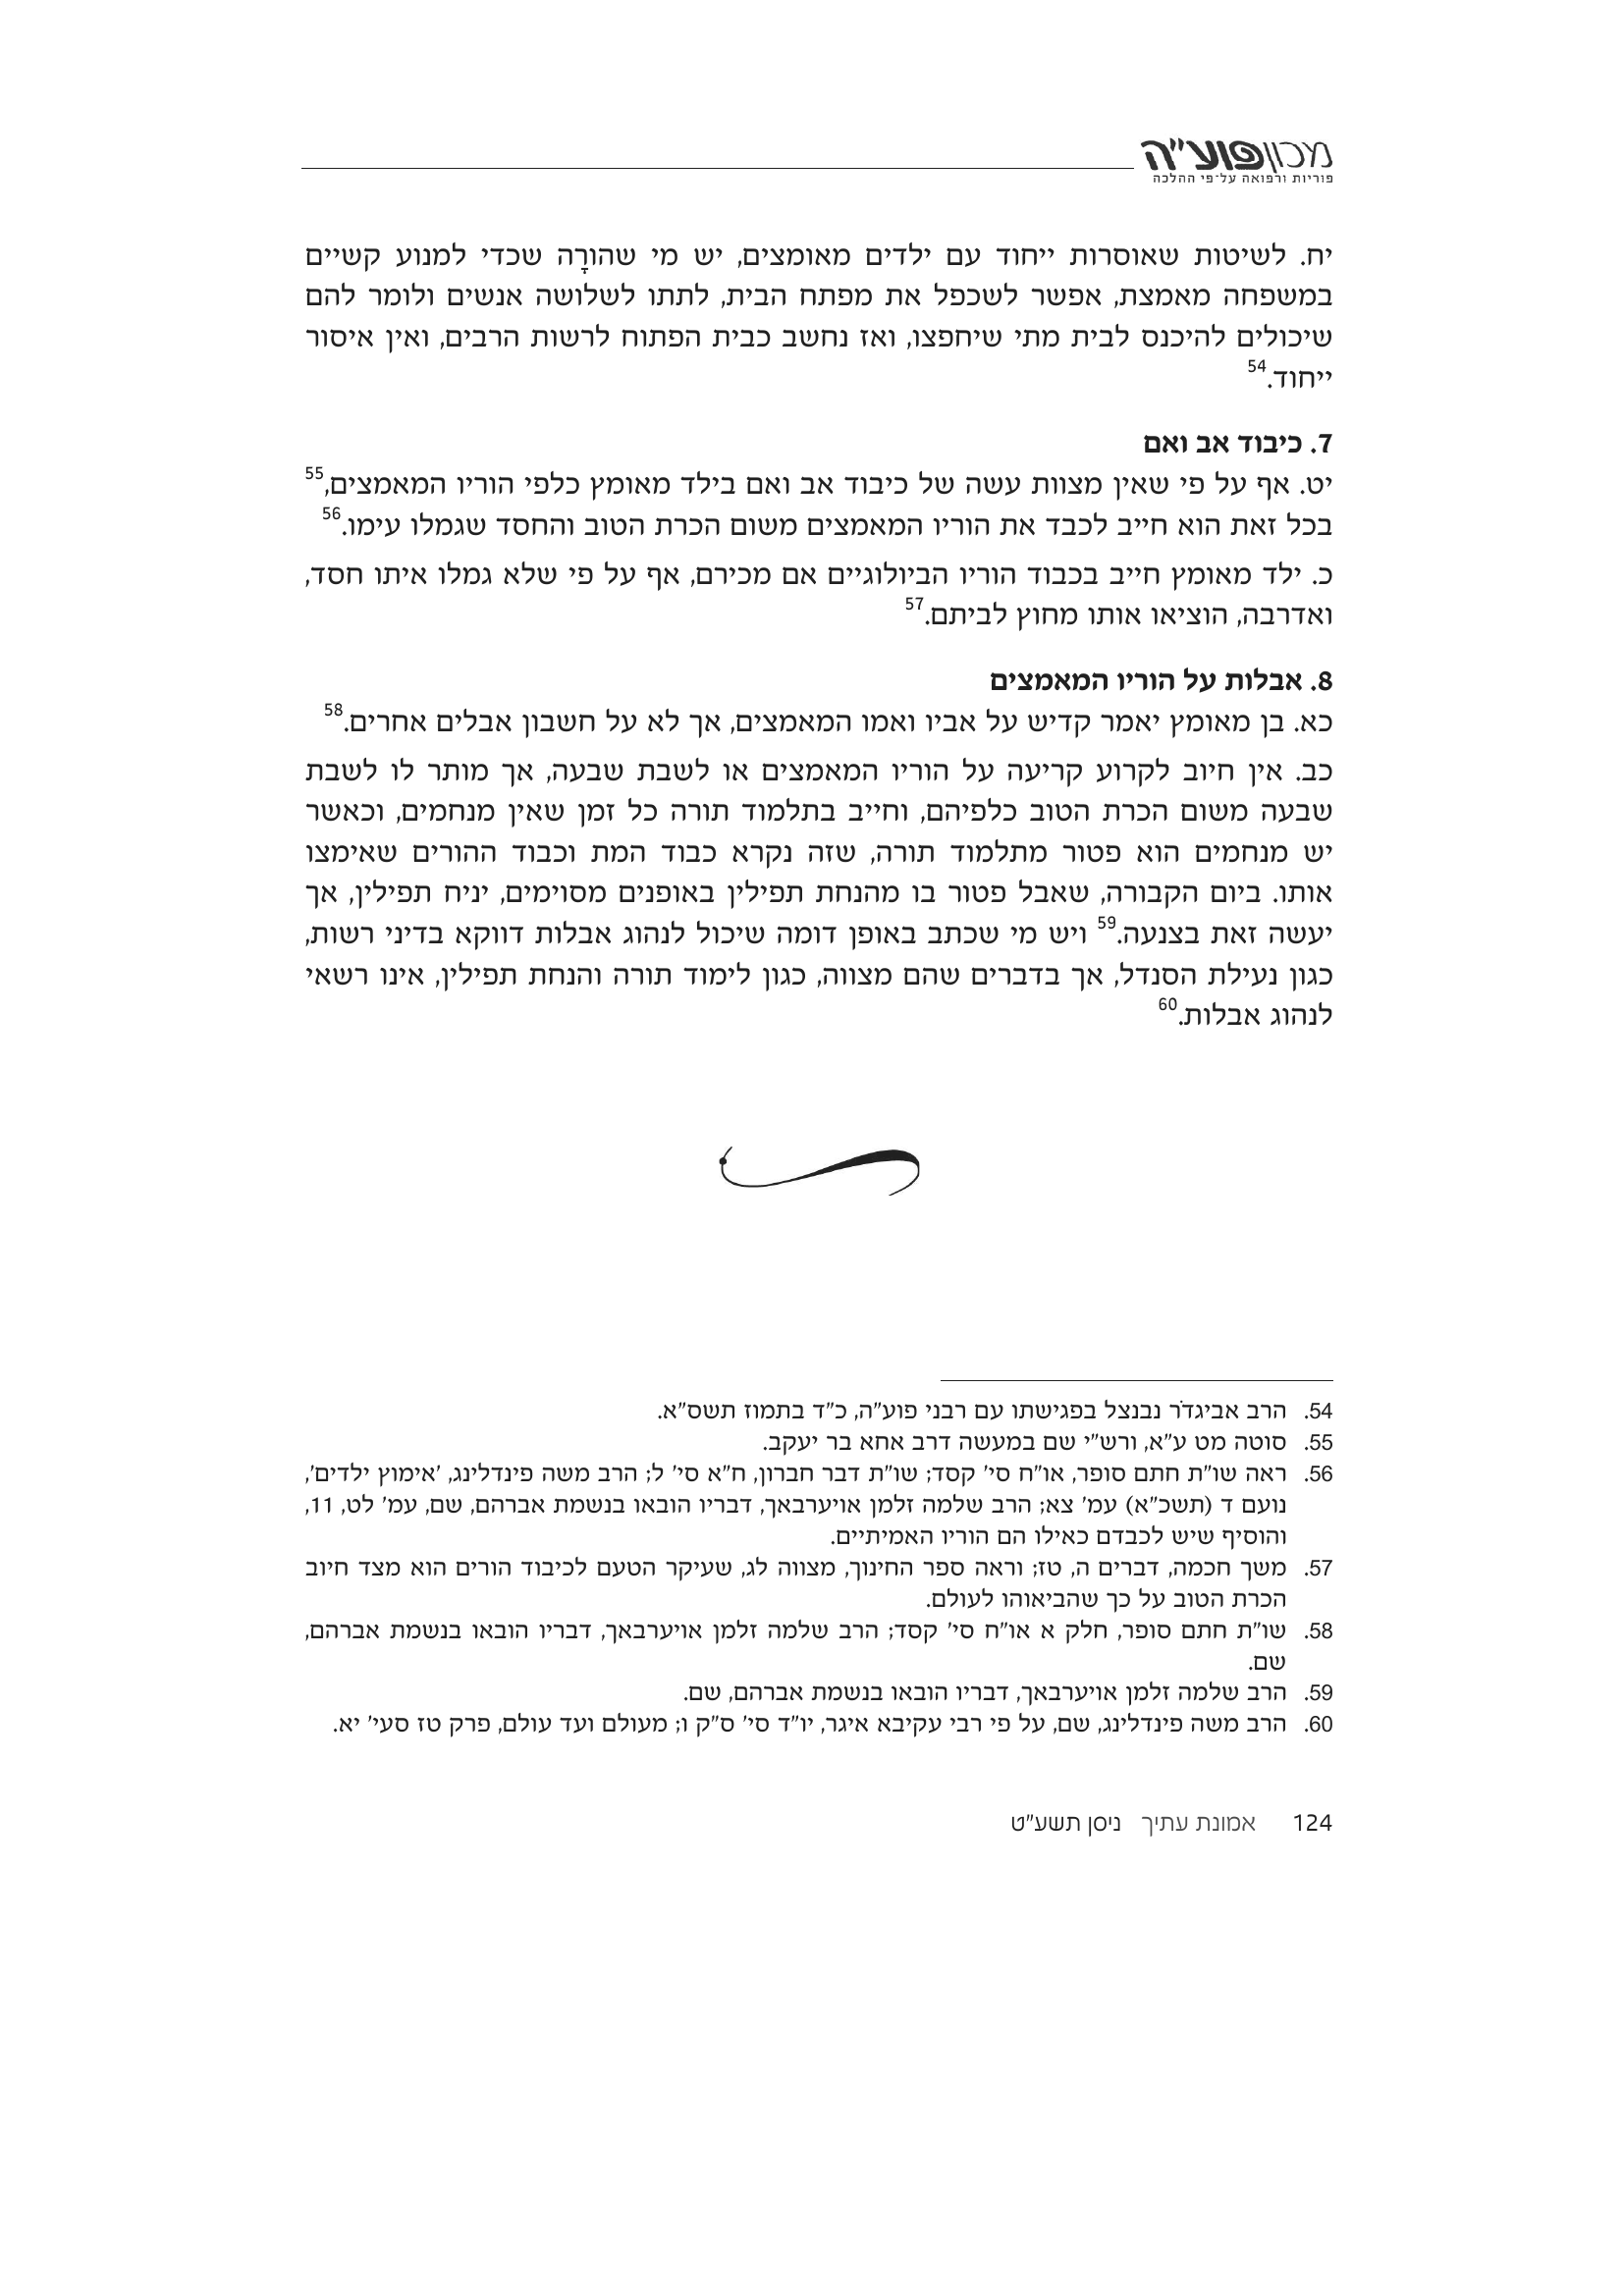 מכון פוע"ה
פוריות ורפואה על־פי ההלכה
יח. לשיטות שאוסרות ייחוד עם ילדים מאומצים, יש מי שהורָה שכדי למנוע קשיים
במשפחה מאמצת, אפשר לשכפל את מפתח הבית, לתתו לשלושה אנשים ולומר להם
שיכולים להיכנס לבית מתי שיחפצו, ואז נחשב כבית הפתוח לרשות הרבים, ואין איסור
ייחוד.54
7. כיבוד אב ואם
יט. אף על פי שאין מצוות עשה של כיבוד אב ואם בילד מאומץ כלפי הוריו המאמצים,55
בכל זאת הוא חייב לכבד את הוריו המאמצים משום הכרת הטוב והחסד שגמלו עימו.56
כ. ילד מאומץ חייב בכבוד הוריו הביולוגיים אם מכירם, אף על פי שלא גמלו איתו חסד,
ואדרבה, הוציאו אותו מחוץ לביתם.57
8. אבלות על הוריו המאמצים
כא. בן מאומץ יאמר קדיש על אביו ואמו המאמצים, אך לא על חשבון אבלים אחרים.58
כב. אין חיוב לקרוע קריעה על הוריו המאמצים או לשבת שבעה, אך מותר לו לשבת
שבעה משום הכרת הטוב כלפיהם, וחייב בתלמוד תורה כל זמן שאין מנחמים, וכאשר
יש מנחמים הוא פטור מתלמוד תורה, שזה נקרא כבוד המת וכבוד ההורים שאימצו
אותו. ביום הקבורה, שאבל פטור בו מהנחת תפילין באופנים מסוימים, יניח תפילין, אך
יעשה זאת בצנעה.59 ויש מי שכתב באופן דומה שיכול לנהוג אבלות דווקא בדיני רשות,
כגון נעילת הסנדל, אך בדברים שהם מצווה, כגון לימוד תורה והנחת תפילין, אינו רשאי
לנהוג אבלות.60
54. הרב אביגדֹר נבנצל בפגישתו עם רבני פוע"ה, כ"ד בתמוז תשס"א.
55. סוטה מט ע"א, ורש"י שם במעשה דרב אחא בר יעקב.
56. ראה שו"ת חתם סופר, או"ח סי' קסד; שו"ת דבר חברון, ח"א סי' ל; הרב משה פינדלינג, 'אימוץ ילדים',
נועם ד (תשכ"א) עמ' צא; הרב שלמה זלמן אויערבאך, דבריו הובאו בנשמת אברהם, שם, עמ' לט, 11,
והוסיף שיש לכבדם כאילו הם הוריו האמיתיים.
57. משך חכמה, דברים ה, טז; וראה ספר החינוך, מצווה לג, שעיקר הטעם לכיבוד הורים הוא מצד חיוב
הכרת הטוב על כך שהביאוהו לעולם.
58. שו"ת חתם סופר, חלק א או"ח סי' קסד; הרב שלמה זלמן אויערבאך, דבריו הובאו בנשמת אברהם,
שם.
59. הרב שלמה זלמן אויערבאך, דבריו הובאו בנשמת אברהם, שם.
60. הרב משה פינדלינג, שם, על פי רבי עקיבא איגר, יו"ד סי' ס"ק ו; מעולם ועד עולם, פרק טז סעי' יא.
124 אמונת עתיך ניסן תשע"ט